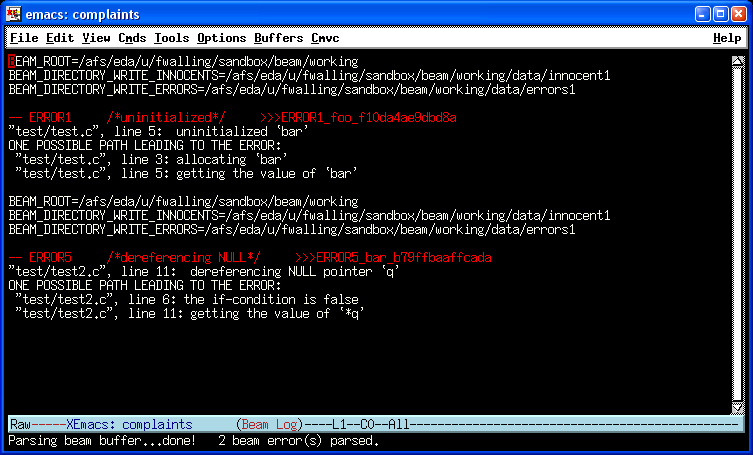 emacs: complaints
File Edit View Cmds Tools Options Buffers Cmvc Help
BEAM_ROOT=/afs/eda/u/fwalling/sandbox/beam/working
BEAM_DIRECTORY_WRITE_INNOCENTS=/afs/eda/u/fwalling/sandbox/beam/working/data/innocent1
BEAM_DIRECTORY_WRITE_ERRORS=/afs/eda/u/fwalling/sandbox/beam/working/data/errors1
-- ERROR1     /*uninitialized*/     >>>ERROR1_foo_f10da4ae9dbd8a
"test/test.c", line 5:  uninitialized `bar'
ONE POSSIBLE PATH LEADING TO THE ERROR:
 "test/test.c", line 3: allocating `bar'
 "test/test.c", line 5: getting the value of `bar'
BEAM_ROOT=/afs/eda/u/fwalling/sandbox/beam/working
BEAM_DIRECTORY_WRITE_INNOCENTS=/afs/eda/u/fwalling/sandbox/beam/working/data/innocent1
BEAM_DIRECTORY_WRITE_ERRORS=/afs/eda/u/fwalling/sandbox/beam/working/data/errors1
-- ERROR5     /*dereferencing NULL*/     >>>ERROR5_bar_b79ffbaaffcada
"test/test2.c", line 11:  dereferencing NULL pointer `q'
ONE POSSIBLE PATH LEADING TO THE ERROR:
 "test/test2.c", line 6: the if-condition is false
 "test/test2.c", line 11: getting the value of `*q'
Raw-----XEmacs: complaints      (Beam Log)----L1--C0--All-----------------------------------------------
Parsing beam buffer...done!   2 beam error(s) parsed.